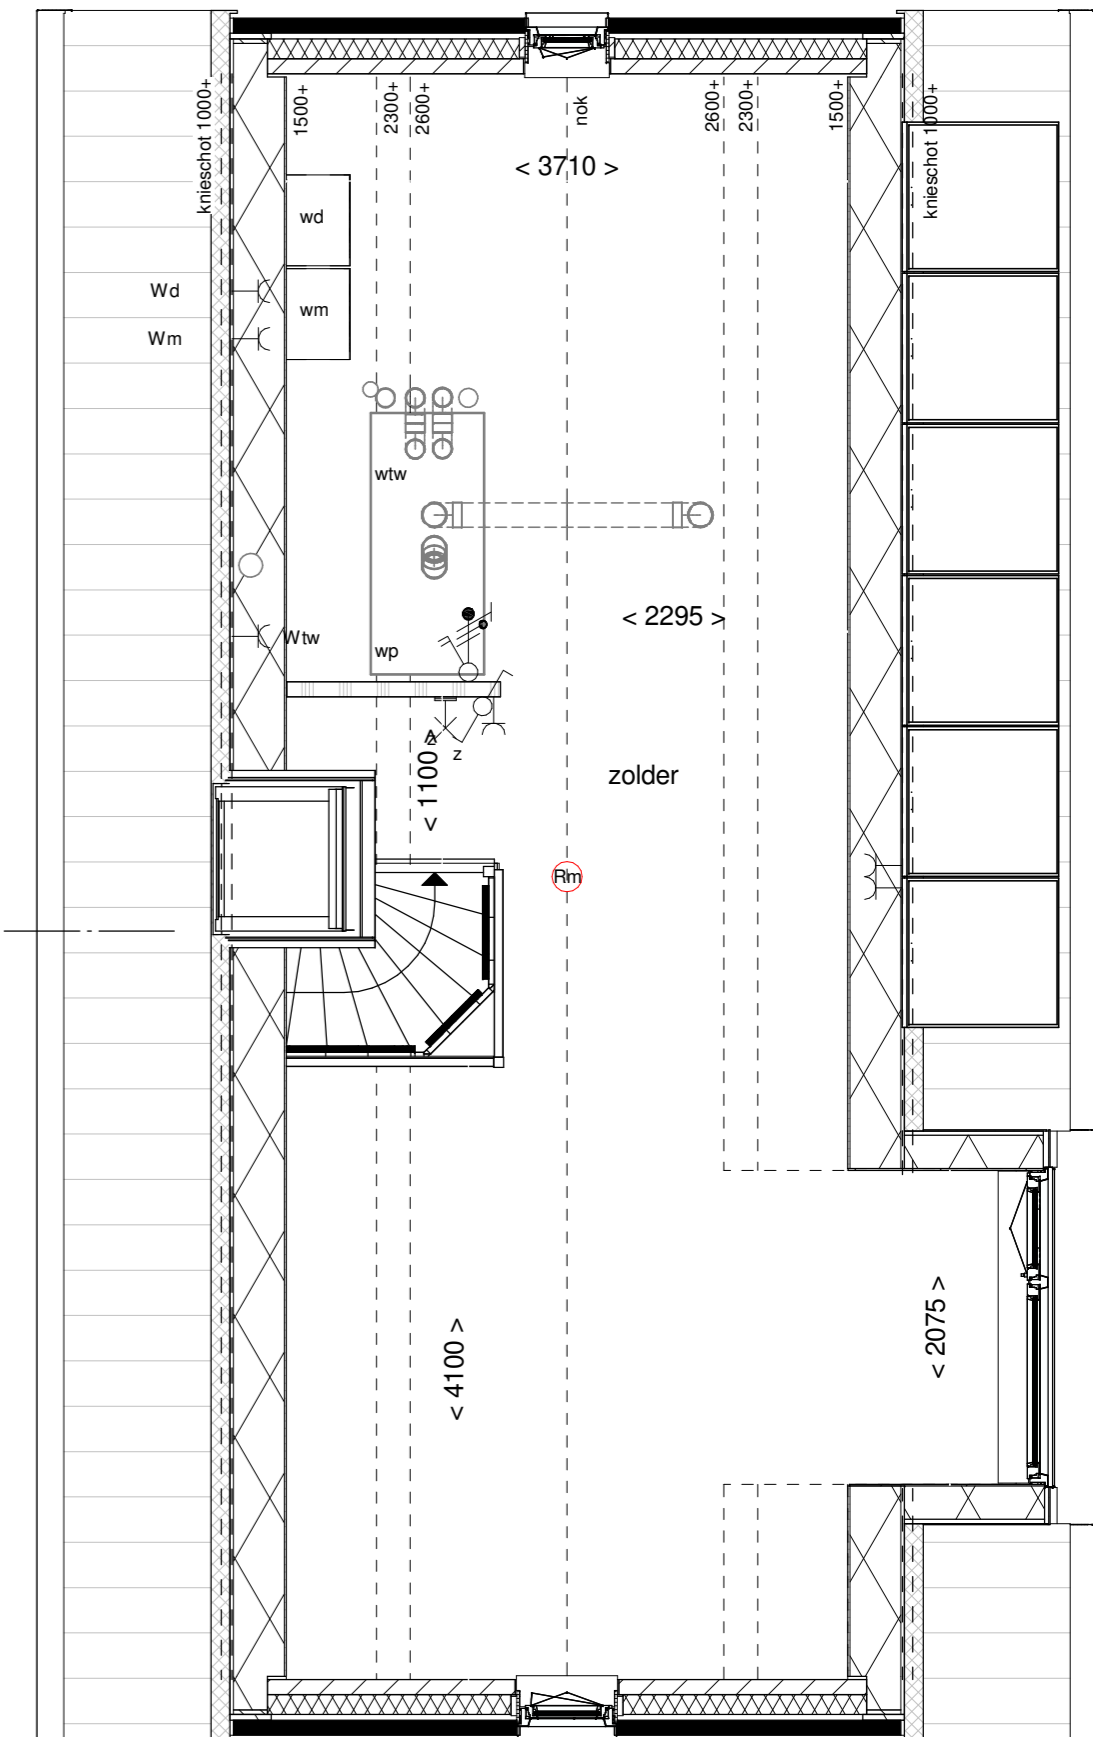 knieschot 1000+
1500+
2300+
2600+
nok
2600+
2300+
1500+
knieschot 1000+
< 3710 >
wd
Wd
wm
Wm
wtw
< 2295 >
Wtw
wp
z
< 1100 >
zolder
Rm
< 4100 >
< 2075 >